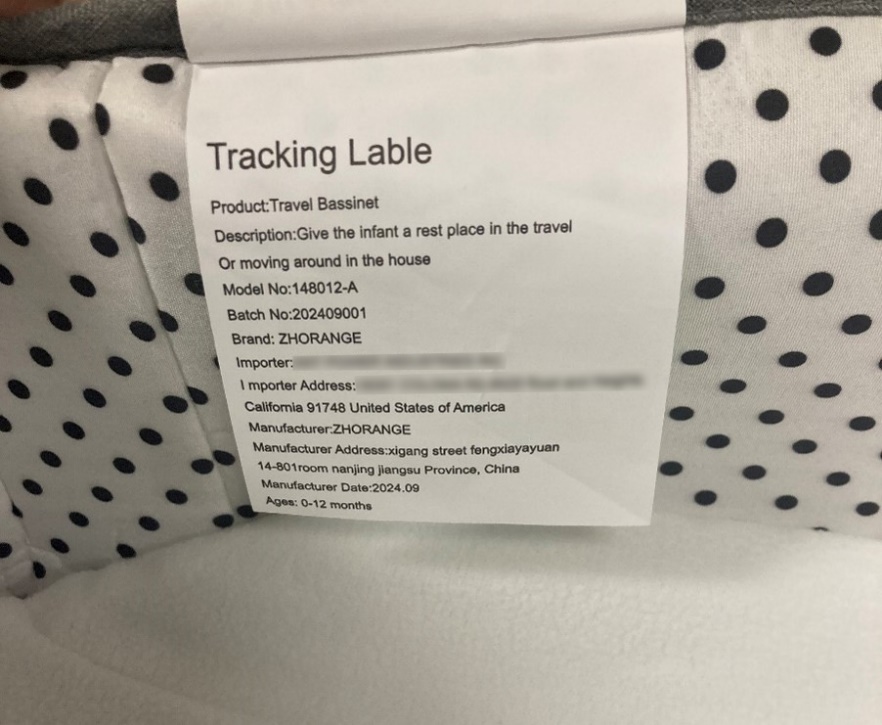 Tracking Lable
Product:Travel Bassinet
Description:Give the infant a rest place in the travel
Or moving around in the house
Model No:148012-A
Batch No:202409001
Brand: ZHORANGE
Importer:
I mporter Address:
California 91748 United States of America
Manufacturer:ZHORANGE
Manufacturer Address:xigang street fengxiayayuan
14-801room nanjing jiangsu Province, China
Manufacturer Date:2024.09
Ages: 0-12 months